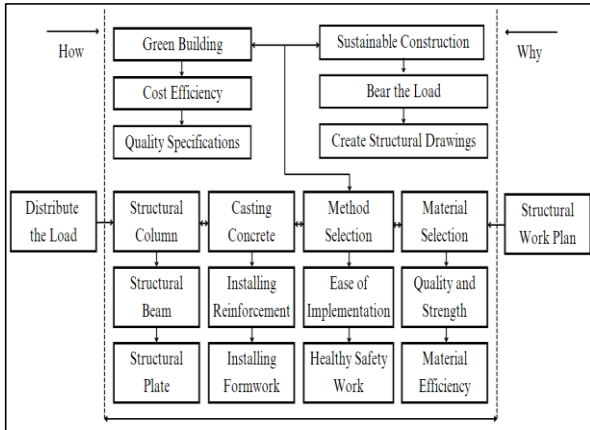 How
Why
Green Building
Sustainable Construction
Cost Efficiency
Bear the Load
Quality Specifications
Create Structural Drawings
Distribute
the Load
Structural
Column
Casting
Concrete
Method
Selection
Material
Selection
Structural
Work Plan
Structural
Beam
Installing
Reinforcement
Ease of
Implementation
Quality and
Strength
Structural
Plate
Installing
Formwork
Healthy Safety
Work
Material
Efficiency